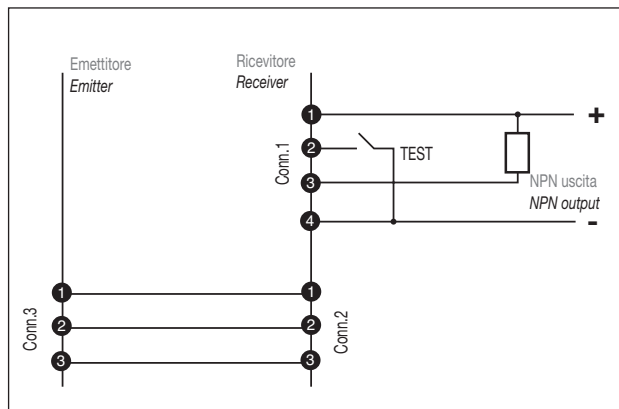 Emettitore
Emitter
Ricevitore
Receiver
1
+
2
TEST
Conn.1
3
NPN uscita
NPN output
4
-
1
1
2
2
Conn.3
Conn.2
3
3